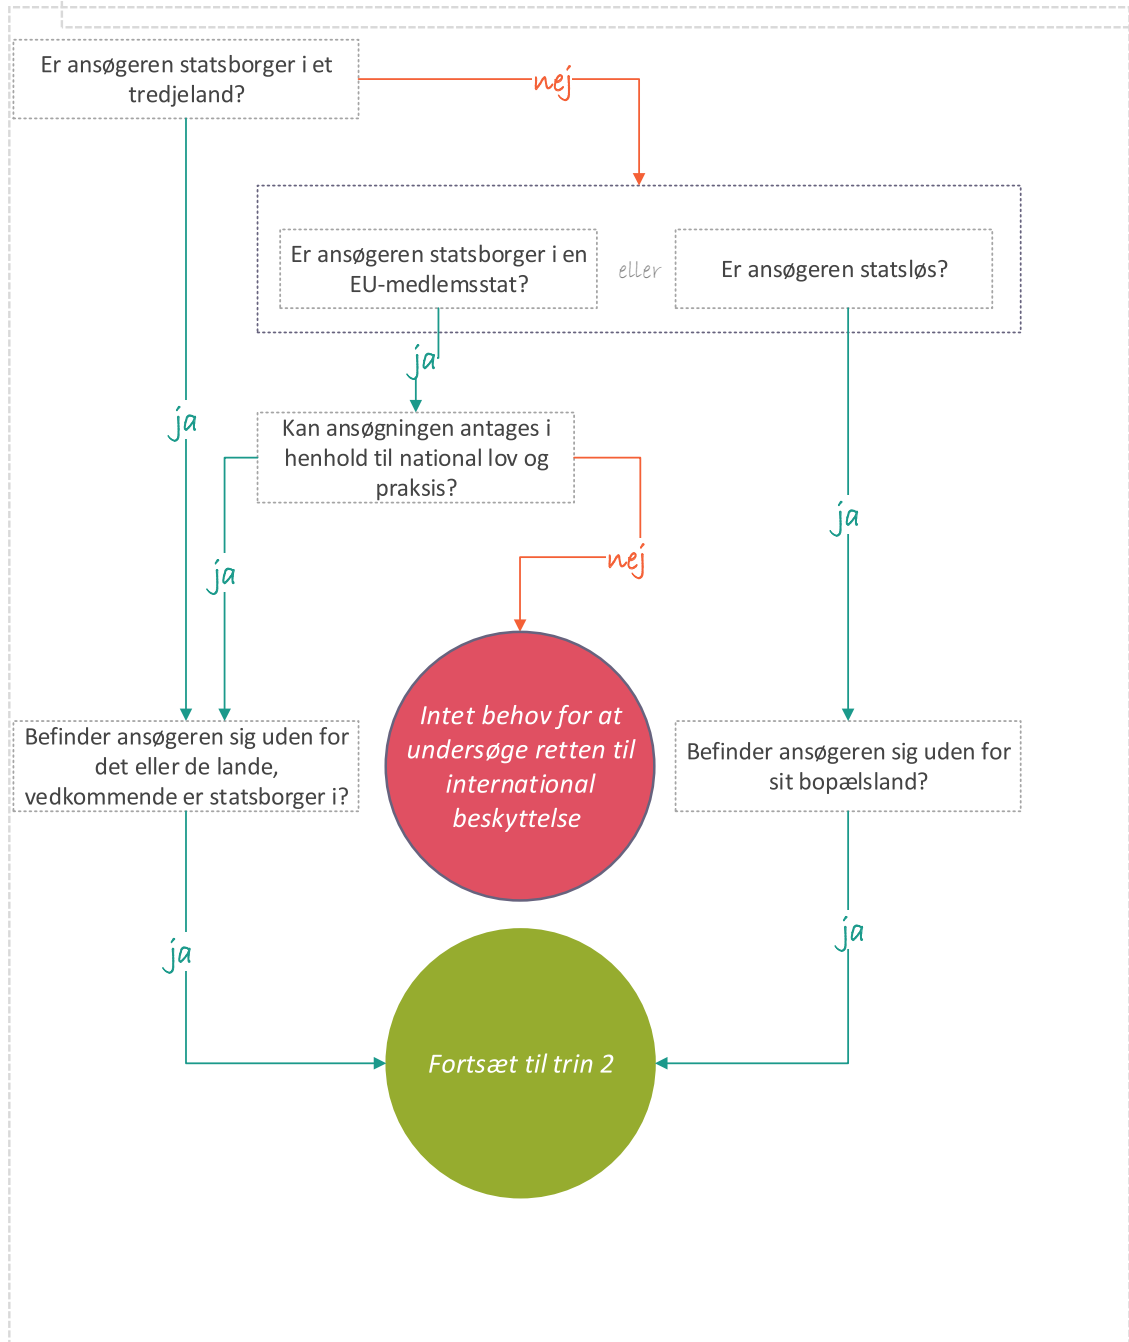 Er ansøgeren statsborger i et
tredjeland?
nej
Er ansøgeren statsborger i en
EU-medlemsstat?
eller
Er ansøgeren statsløs?
ja
ja
Kan ansøgningen antages i
henhold til national lov og
praksis?
ja
nej
ja
Befinder ansøgeren sig uden for
det eller de lande,
vedkommende er statsborger i?
Intet behov for at
undersøge retten til
international
beskyttelse
Befinder ansøgeren sig uden for
sit bopælsland?
ja
ja
Fortsæt til trin 2